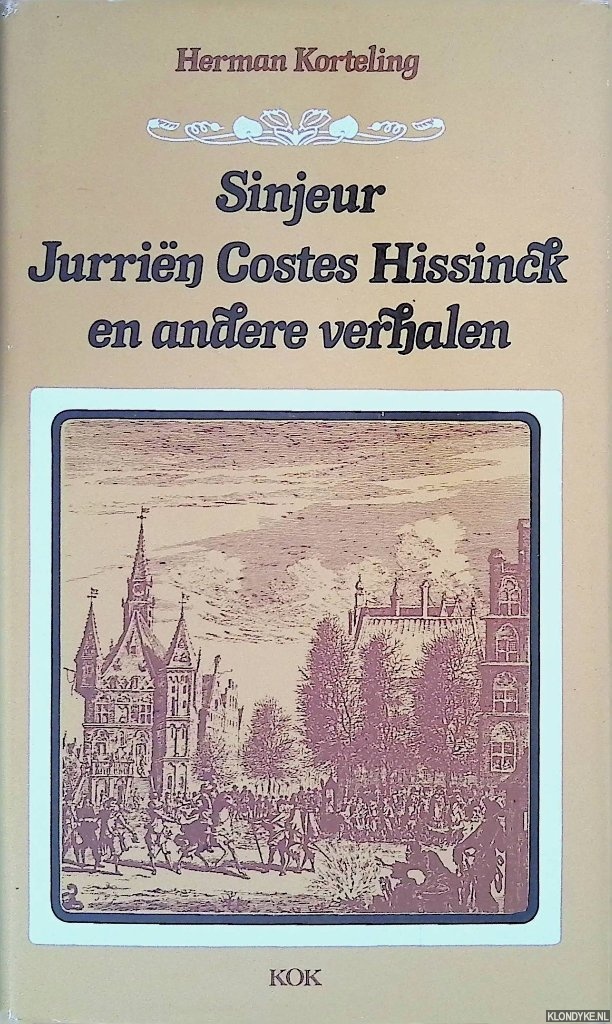 Herman Korteling
Sinjeur
Jurriën Costes Hissinck
en andere verhalen
KOK
KLONDYKE.NL